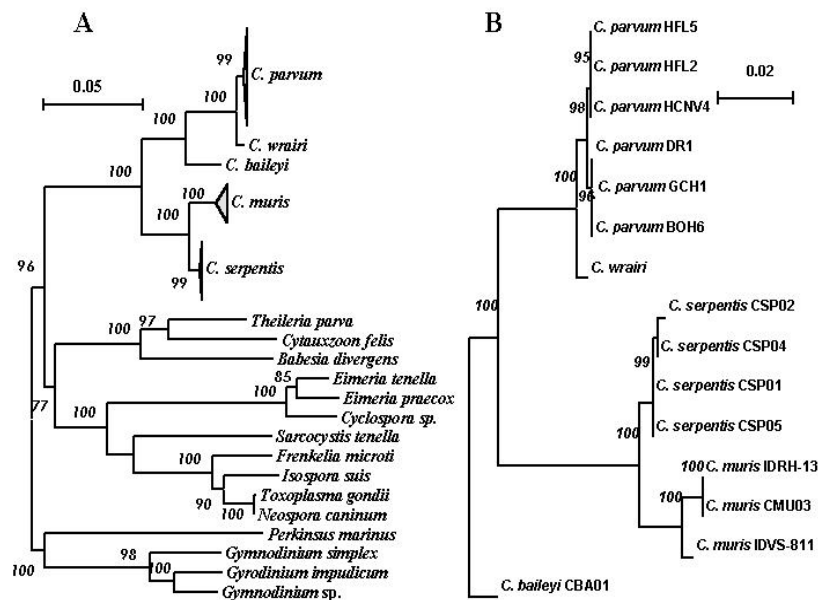 A
99
C. parvum
0.05
100
100
C. wrairi
C. baileyi
100
100
C. muris
100
C. serpentis
99
96
97
Theileria parva
100
Cytauxzoon felis
Babesia divergens
85
Eimeria tenella
100
Eimeria praecox
77
100
Cyclospora sp.
Sarcocystis tenella
100
Frenkelia microti
Isospora suis
90
Toxoplasma gondii
100
Neospora caninum
Perkinsus marinus
98
Gymnodinium simplex
100
100
Gyrodinium impudicum
Gymnodinium sp.
B
C. parvum HFL5
95
C. parvum HFL2
0.02
98
C. parvum HCNV4
C. parvum DR1
100
C. parvum GCH1
96
C. parvum BOH6
C. wrairi
100
C. serpentis CSP02
C. serpentis CSP04
99
C. serpentis CSP01
100
C. serpentis CSP05
100
C. muris IDRH-13
100
C. muris CMU03
C. muris IDVS-811
C. baileyi CBA01